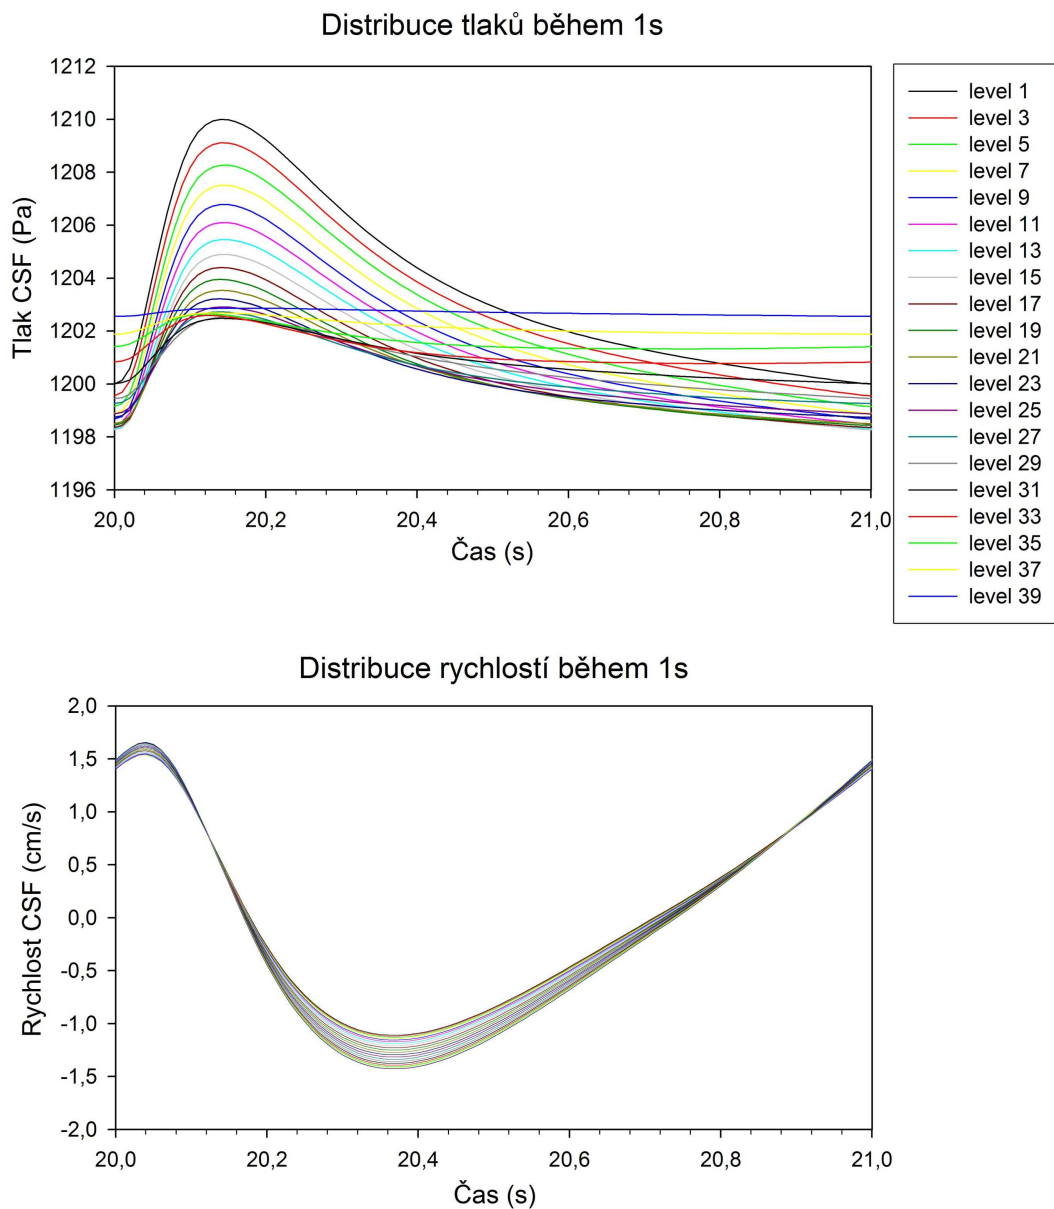 Distribuce tlaků během 1s
Tlak CSF (Pa)
1212
1210
1208
1206
1204
1202
1200
1198
1196
20,0 20,2 20,4 20,6 20,8 21,0
Čas (s)
level 1
level 3
level 5
level 7
level 9
level 11
level 13
level 15
level 17
level 19
level 21
level 23
level 25
level 27
level 29
level 31
level 33
level 35
level 37
level 39
Distribuce rychlostí během 1s
Rychlost CSF (cm/s)
2,0
1,5
1,0
0,5
0,0
-0,5
-1,0
-1,5
-2,0
20,0 20,2 20,4 20,6 20,8 21,0
Čas (s)